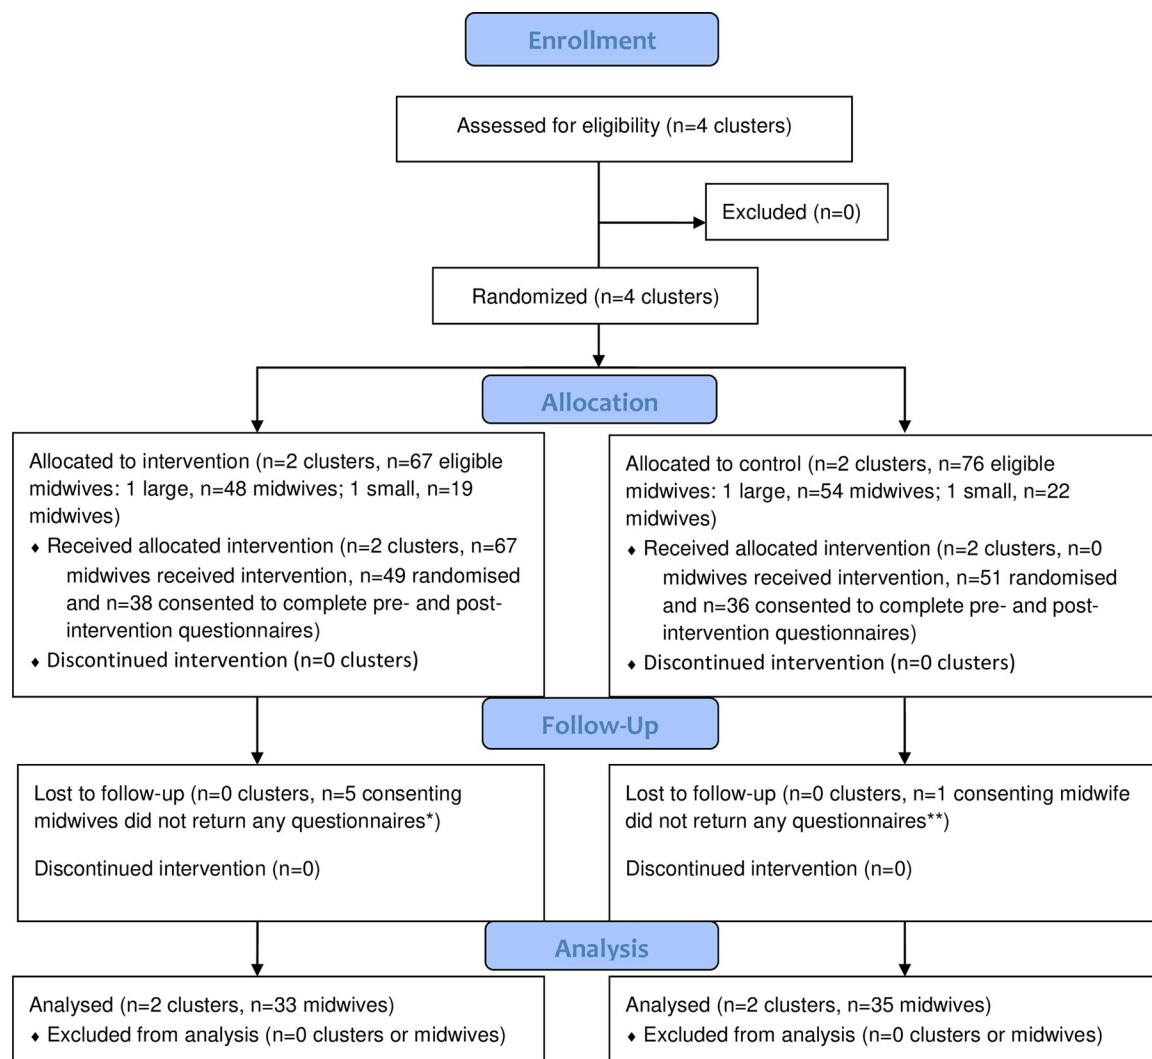 Enrollment
Assessed for eligibility (n=4 clusters)
Excluded (n=0)
Randomized (n=4 clusters)
Allocation
Allocated to intervention (n=2 clusters, n=67 eligible
midwives: 1 large, n=48 midwives; 1 small, n=19
midwives)
♦ Received allocated intervention (n=2 clusters, n=67
midwives received intervention, n=49 randomised
and n=38 consented to complete pre- and post-
intervention questionnaires)
♦ Discontinued intervention (n=0 clusters)
Allocated to control (n=2 clusters, n=76 eligible
midwives: 1 large, n=54 midwives; 1 small, n=22
midwives)
♦ Received allocated intervention (n=2 clusters, n=0
midwives received intervention, n=51 randomised
and n=36 consented to complete pre- and post-
intervention questionnaires)
♦ Discontinued intervention (n=0 clusters)
Follow-Up
Lost to follow-up (n=0 clusters, n=5 consenting
midwives did not return any questionnaires*)
Discontinued intervention (n=0)
Lost to follow-up (n=0 clusters, n=1 consenting midwife
did not return any questionnaires**)
Discontinued intervention (n=0)
Analysis
Analysed (n=2 clusters, n=33 midwives)
♦ Excluded from analysis (n=0 clusters or midwives)
Analysed (n=2 clusters, n=35 midwives)
♦ Excluded from analysis (n=0 clusters or midwives)